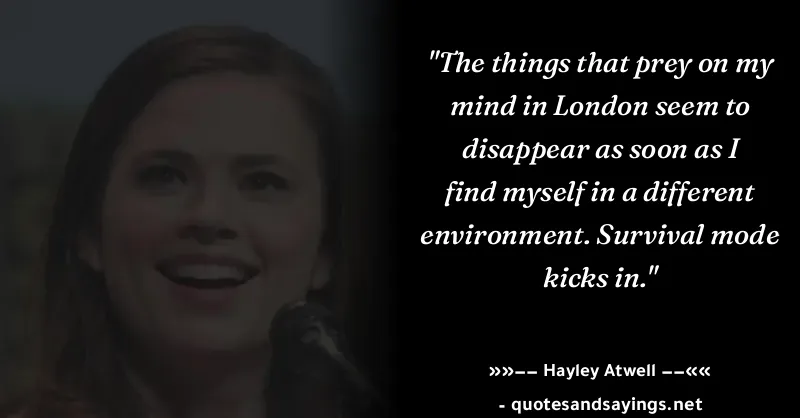 "The things that prey on my
mind in London seem to
disappear as soon as I
find myself in a different
environment. Survival mode
kicks in."
»»−− Hayley Atwell −−««
- quotesandsayings.net